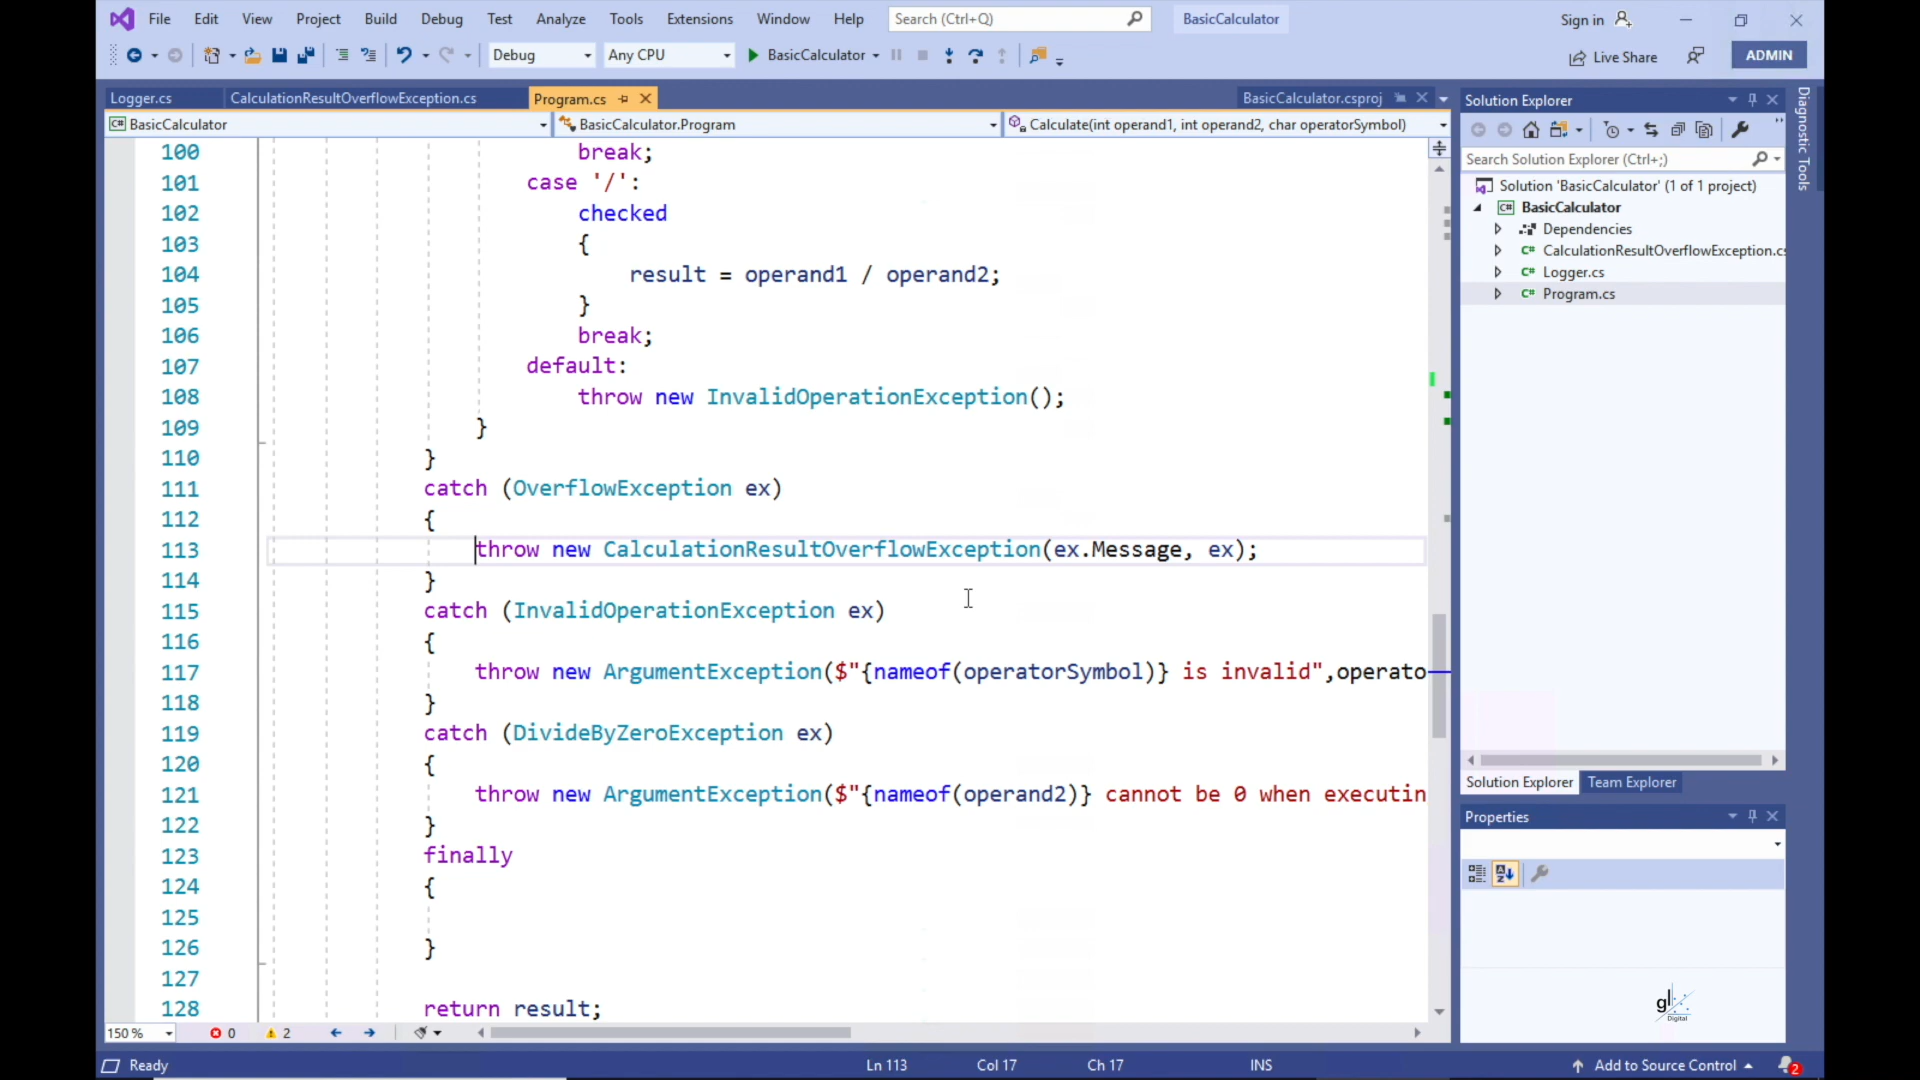 File Edit View Project Build Debug Test Analyze Tools Extensions Window Help Search (Ctrl+Q) BasicCalculator Sign in
Debug Any CPU BasicCalculator Live Share ADMIN
Logger.cs CalculationResultOverflowException.cs Program.cs BasicCalculator.csproj
C# BasicCalculator BasicCalculator.Program Calculate(int operand1, int operand2, char operatorSymbol)
100 break;
101 case '/':
102 checked
103 {
104 result = operand1 / operand2;
105 }
106 break;
107 default:
108 throw new InvalidOperationException();
109 }
110 }
111 catch (OverflowException ex)
112 {
113 throw new CalculationResultOverflowException(ex.Message, ex);
114 }
115 catch (InvalidOperationException ex)
116 {
117 throw new ArgumentException($"{nameof(operatorSymbol)} is invalid",operato
118 }
119 catch (DivideByZeroException ex)
120 {
121 throw new ArgumentException($"{nameof(operand2)} cannot be 0 when executin
122 }
123 finally
124 {
125
126 }
127
128 return result;
150 % 0 2
Ready Ln 113 Col 17 Ch 17 INS Add to Source Control 2
Solution Explorer
Search Solution Explorer (Ctrl+;)
Solution 'BasicCalculator' (1 of 1 project)
C# BasicCalculator
Dependencies
C# CalculationResultOverflowException.cs
C# Logger.cs
C# Program.cs
Solution Explorer Team Explorer
Properties
gl
Digital
Diagnostic Tools